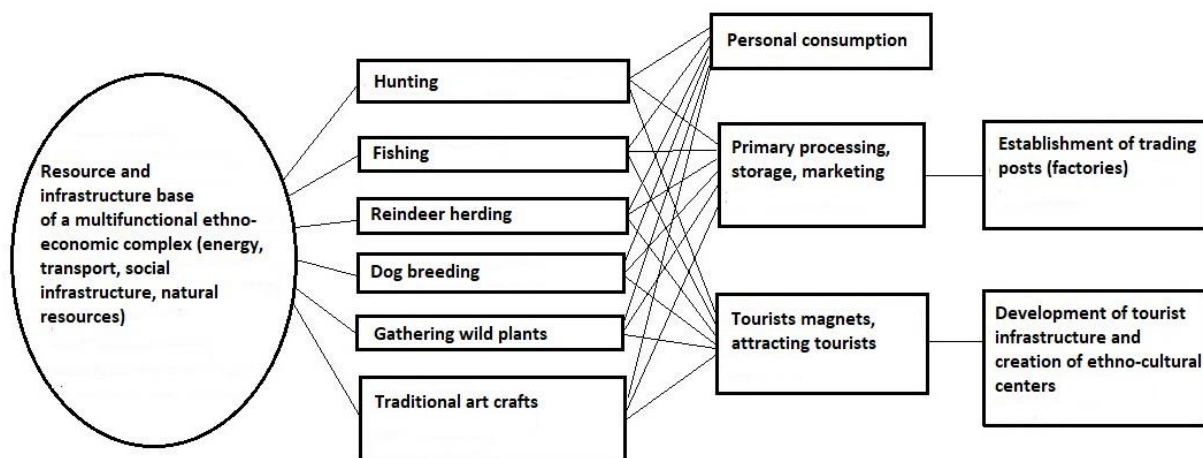 Resource and
infrastructure base
of a multifunctional ethno-
economic complex (energy,
transport, social
infrastructure, natural
resources)
Hunting
Fishing
Reindeer herding
Dog breeding
Gathering wild plants
Traditional art crafts
Personal consumption
Primary processing,
storage, marketing
Tourists magnets,
attracting tourists
Establishment of trading
posts (factories)
Development of tourist
infrastructure and
creation of ethno-cultural
centers